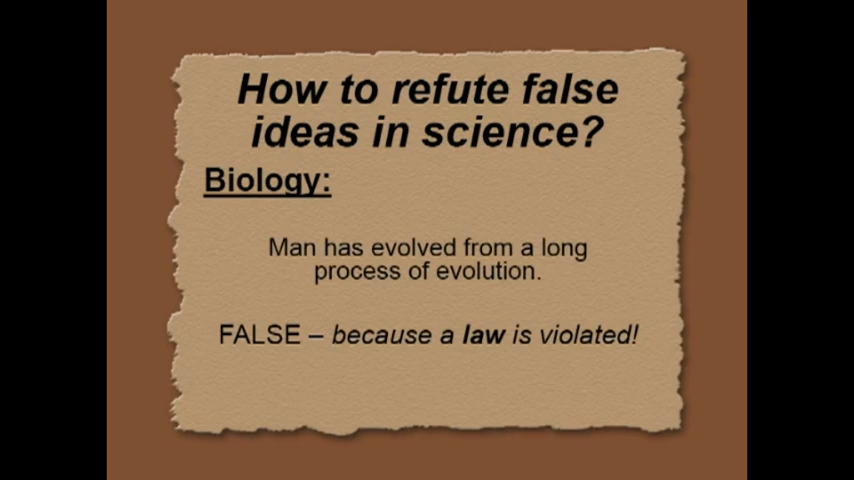 How to refute false
ideas in science?
Biology:
Man has evolved from a long
process of evolution.
FALSE – because a law is violated!